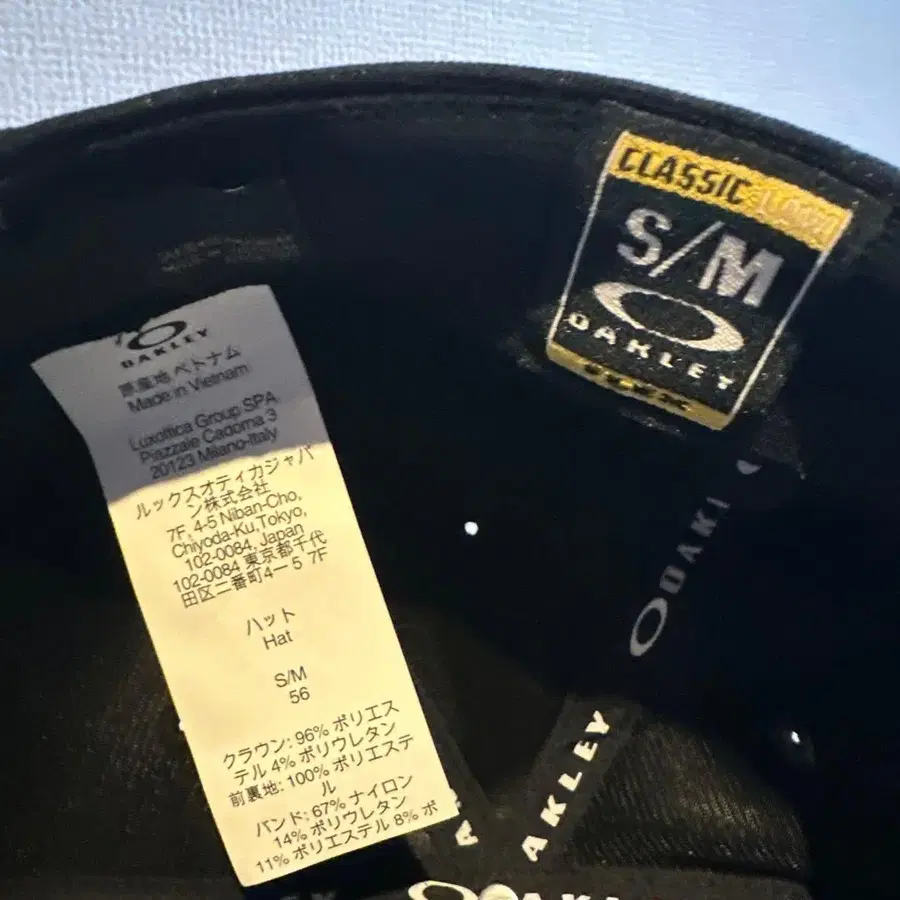 OAKLEY
原産地 ベトナム
Made in Vietnam
Luxottica Group SPA
Piazzale Cadorna 3
20123 Milano-Italy
ルックスオティカジャパ
ン株式会社
7F, 4-5 Niban-Cho,
Chiyoda-Ku,Tokyo,
102-0084, Japan
102-0084 東京都千代
田区二番町4ー5 7F
ハット
Hat
S/M
56
クラウン: 96% ポリエス
テル 4% ポリウレタン
前裏地: 100% ポリエステ
ル
バンド: 67% ナイロン
14% ポリウレタン
11% ポリエステル 8% ポ
CLASSIC
S/M
OAKLEY
FLEX
OAKL
AKLEY
A
OAKLEY